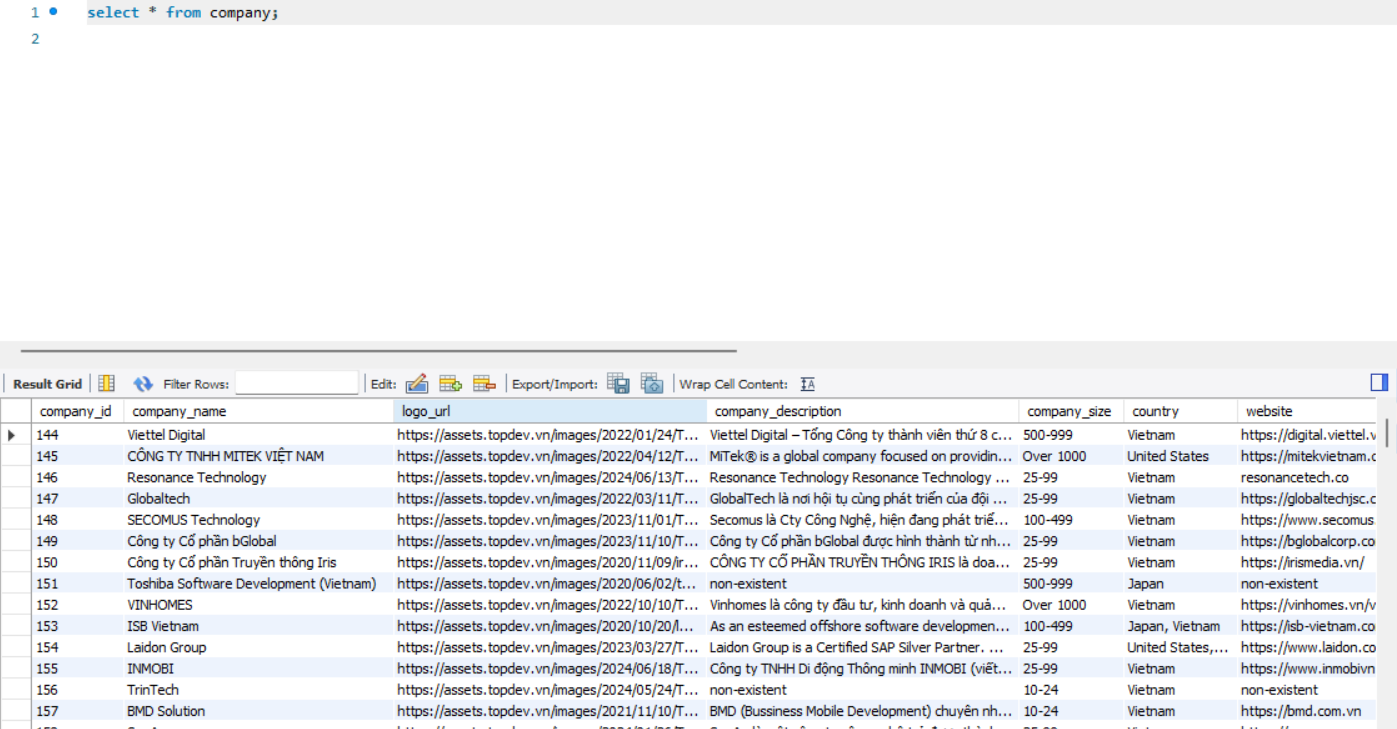 1 select * from company;
2
Result Grid Filter Rows: Edit: Export/Import: Wrap Cell Content:
company_id company_name logo_url company_description company_size country website
144 Viettel Digital https://assets.topdev.vn/images/2022/01/24/T... Viettel Digital – Tổng Công ty thành viên thứ 8 c... 500-999 Vietnam https://digital.viettel.v
145 CÔNG TY TNHH MITEK VIỆT NAM https://assets.topdev.vn/images/2022/04/12/T... MiTek® is a global company focused on providin... Over 1000 United States https://mitekvietnam.c
146 Resonance Technology https://assets.topdev.vn/images/2024/06/13/T... Resonance Technology Resonance Technology ... 25-99 Vietnam resonancetech.co
147 Globaltech https://assets.topdev.vn/images/2022/03/11/T... GlobalTech là nơi hội tụ cùng phát triển của đội ... 25-99 Vietnam https://globaltechjsc.c
148 SECOMUS Technology https://assets.topdev.vn/images/2023/11/01/T... Secomus là Cty Công Nghệ, hiện đang phát triể... 100-499 Vietnam https://www.secomus
149 Công ty Cổ phần bGlobal https://assets.topdev.vn/images/2023/11/10/T... Công ty Cổ phần bGlobal được hình thành từ nh... 25-99 Vietnam https://bglobalcorp.co
150 Công ty Cổ phần Truyền thông Iris https://assets.topdev.vn/images/2020/11/09/ir... CÔNG TY CỔ PHẦN TRUYỀN THÔNG IRIS là doa... 25-99 Vietnam https://irismedia.vn/
151 Toshiba Software Development (Vietnam) https://assets.topdev.vn/images/2020/06/02/t... non-existent 500-999 Japan non-existent
152 VINHOMES https://assets.topdev.vn/images/2022/10/10/T... Vinhomes là công ty đầu tư, kinh doanh và quả... Over 1000 Vietnam https://vinhomes.vn/v
153 ISB Vietnam https://assets.topdev.vn/images/2020/10/20/l... As an esteemed offshore software developmen... 100-499 Japan, Vietnam https://isb-vietnam.co
154 Laidon Group https://assets.topdev.vn/images/2023/03/27/T... Laidon Group is a Certified SAP Silver Partner. ... 25-99 United States,... https://www.laidon.co
155 INMOBI https://assets.topdev.vn/images/2024/06/18/T... Công ty TNHH Di động Thông minh INMOBI (viết... 25-99 Vietnam https://www.inmobivn
156 TrinTech https://assets.topdev.vn/images/2024/05/24/T... non-existent 10-24 Vietnam non-existent
157 BMD Solution https://assets.topdev.vn/images/2021/11/10/T... BMD (Bussiness Mobile Development) chuyên nh... 10-24 Vietnam https://bmd.com.vn